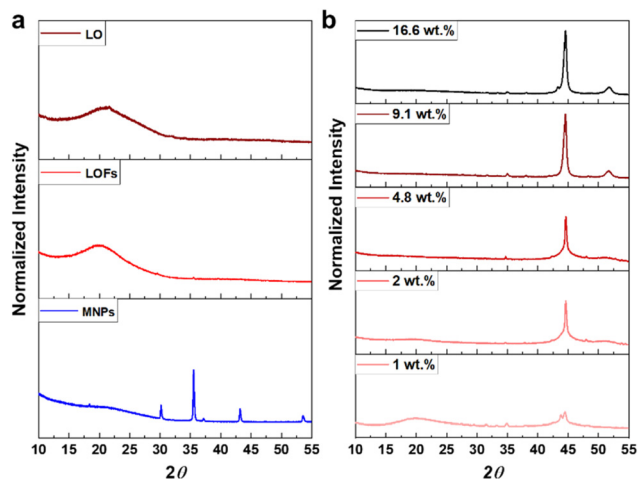 a
LO
LOFs
MNPs
Normalized Intensity
10 15 20 25 30 35 40 45 50 55
2θ
b
16.6 wt.%
9.1 wt.%
4.8 wt.%
2 wt.%
1 wt.%
Normalized Intensity
10 15 20 25 30 35 40 45 50 55
2θ